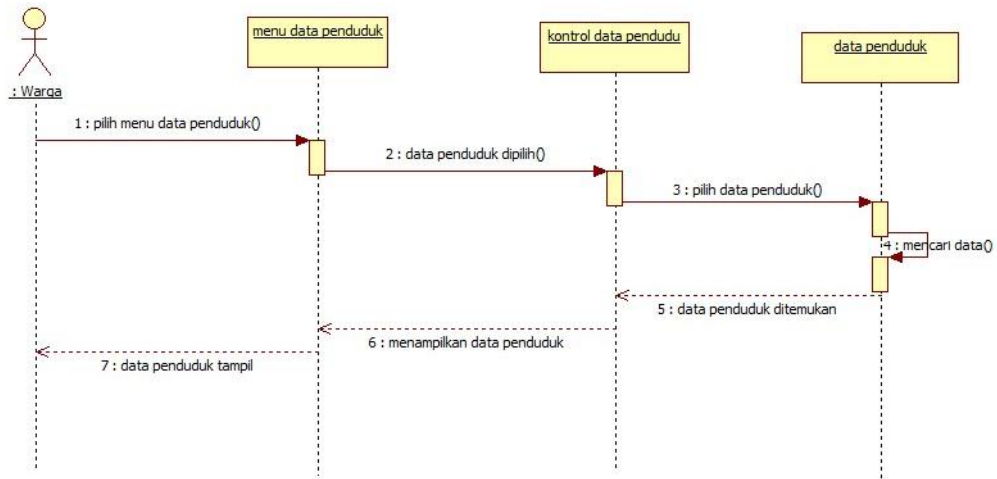 menu data penduduk
kontrol data pendudu
data penduduk
: Warga
1 : pilih menu data penduduk()
2 : data penduduk dipilih()
3 : pilih data penduduk()
4 : mencari data()
5 : data penduduk ditemukan
6 : menampilkan data penduduk
7 : data penduduk tampil